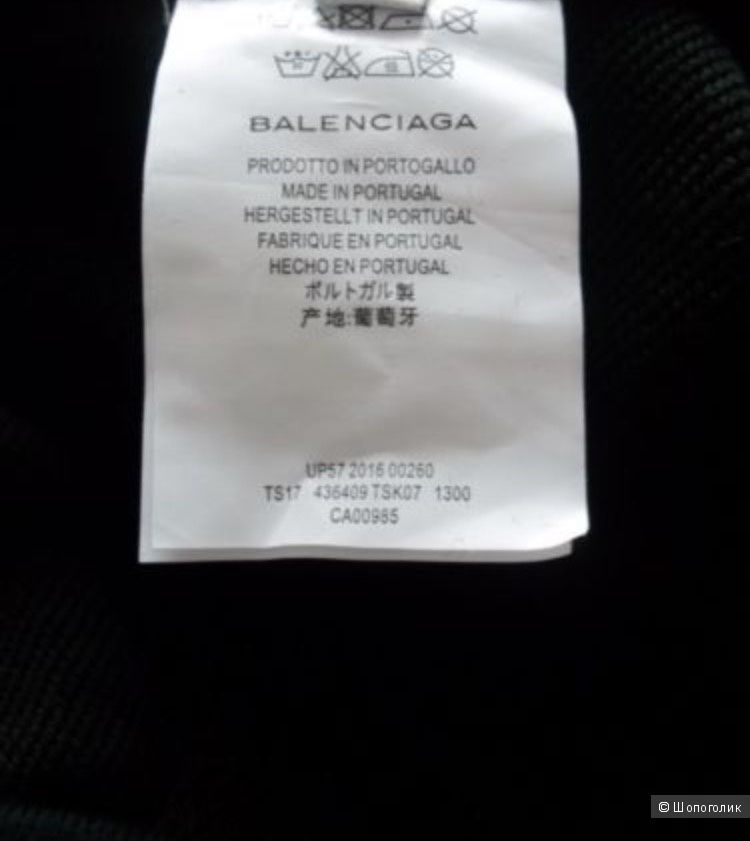 BALENCIAGA
PRODOTTO IN PORTOGALLO
MADE IN PORTUGAL
HERGESTELLT IN PORTUGAL
FABRIQUE EN PORTUGAL
HECHO EN PORTUGAL
ポルトガル製
产地:葡萄牙
UP57 2016 00260
TS17 436409 TSK07 1300
CA00985
© Шопоголик